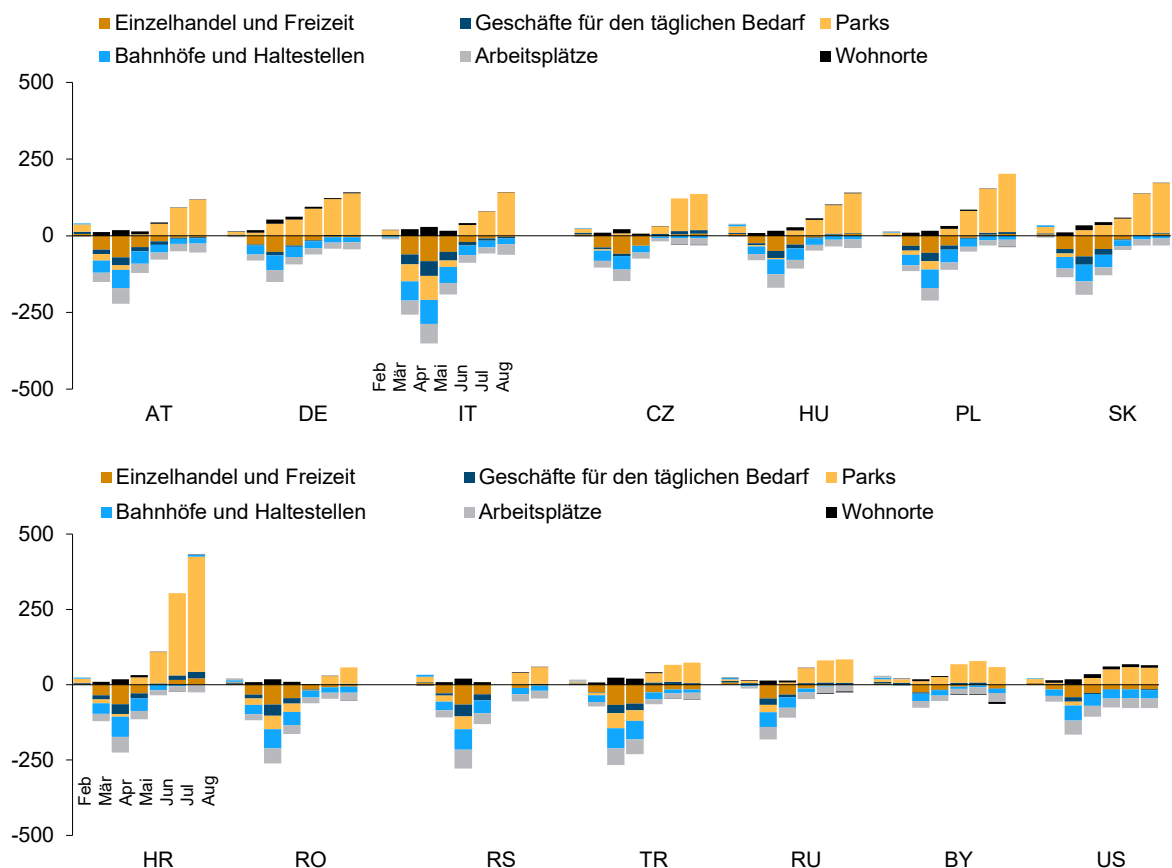 Einzelhandel und Freizeit Geschäfte für den täglichen Bedarf Parks
Bahnhöfe und Haltestellen Arbeitsplätze Wohnorte
500
250
0
-250
-500
Feb Mär Apr Mai Jun Jul Aug
AT DE IT CZ HU PL SK
Einzelhandel und Freizeit Geschäfte für den täglichen Bedarf Parks
Bahnhöfe und Haltestellen Arbeitsplätze Wohnorte
500
250
0
-250
-500
Feb Mär Apr Mai Jun Jul Aug
HR RO RS TR RU BY US